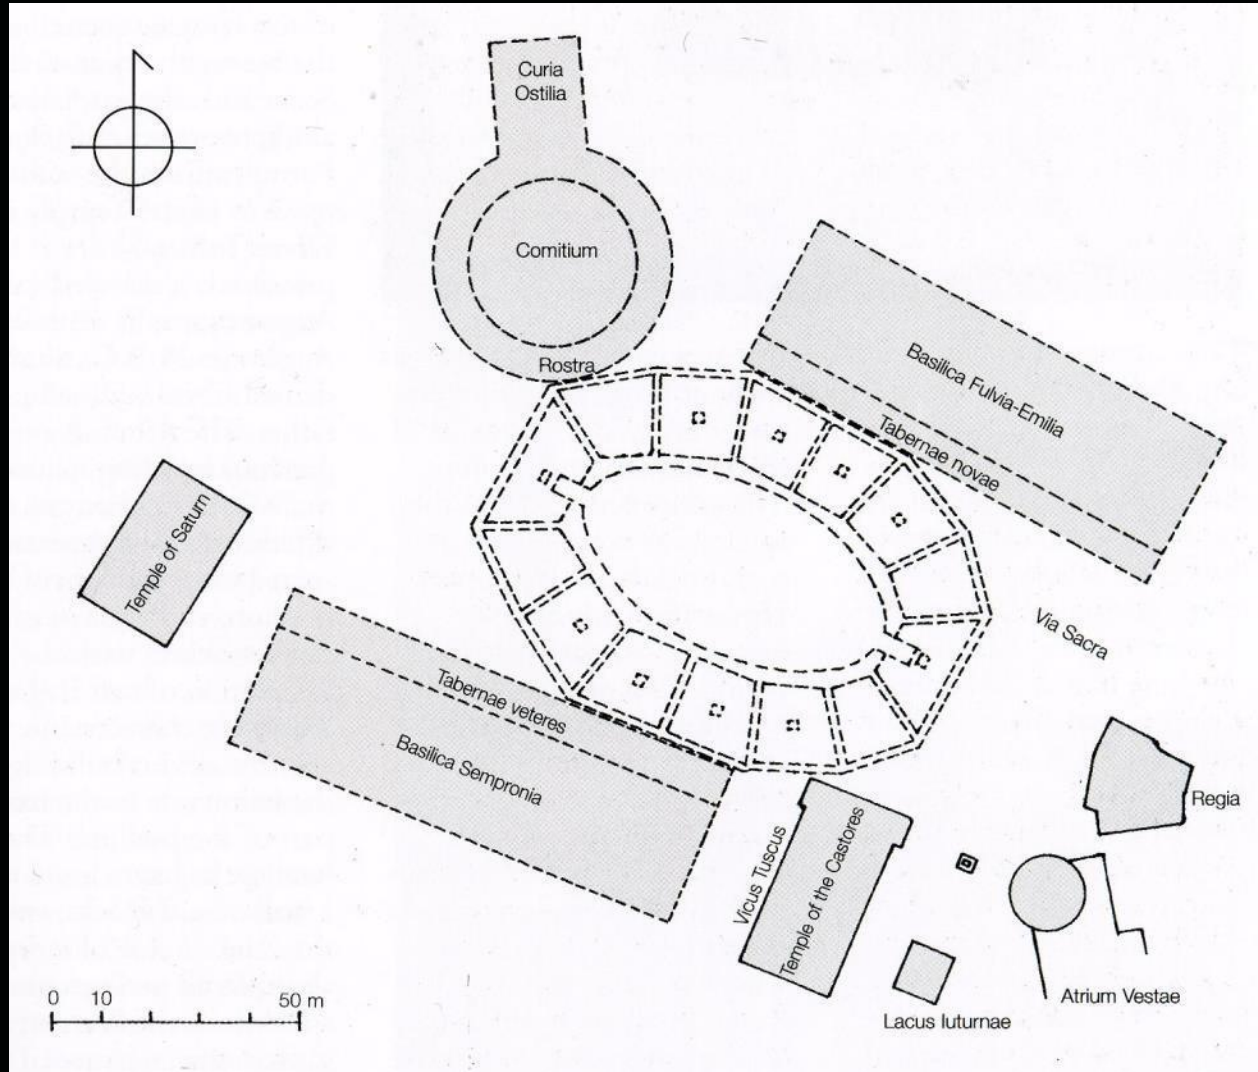 Curia
Ostilia
Comitium
Rostra
Basilica Fulvia-Emilia
Tabernae novae
Temple of Saturn
Via Sacra
Tabernae veteres
Basilica Sempronia
Regia
Vicus Tuscus
Temple of the Castores
Atrium Vestae
Lacus Iuturnae
0 10 50 m